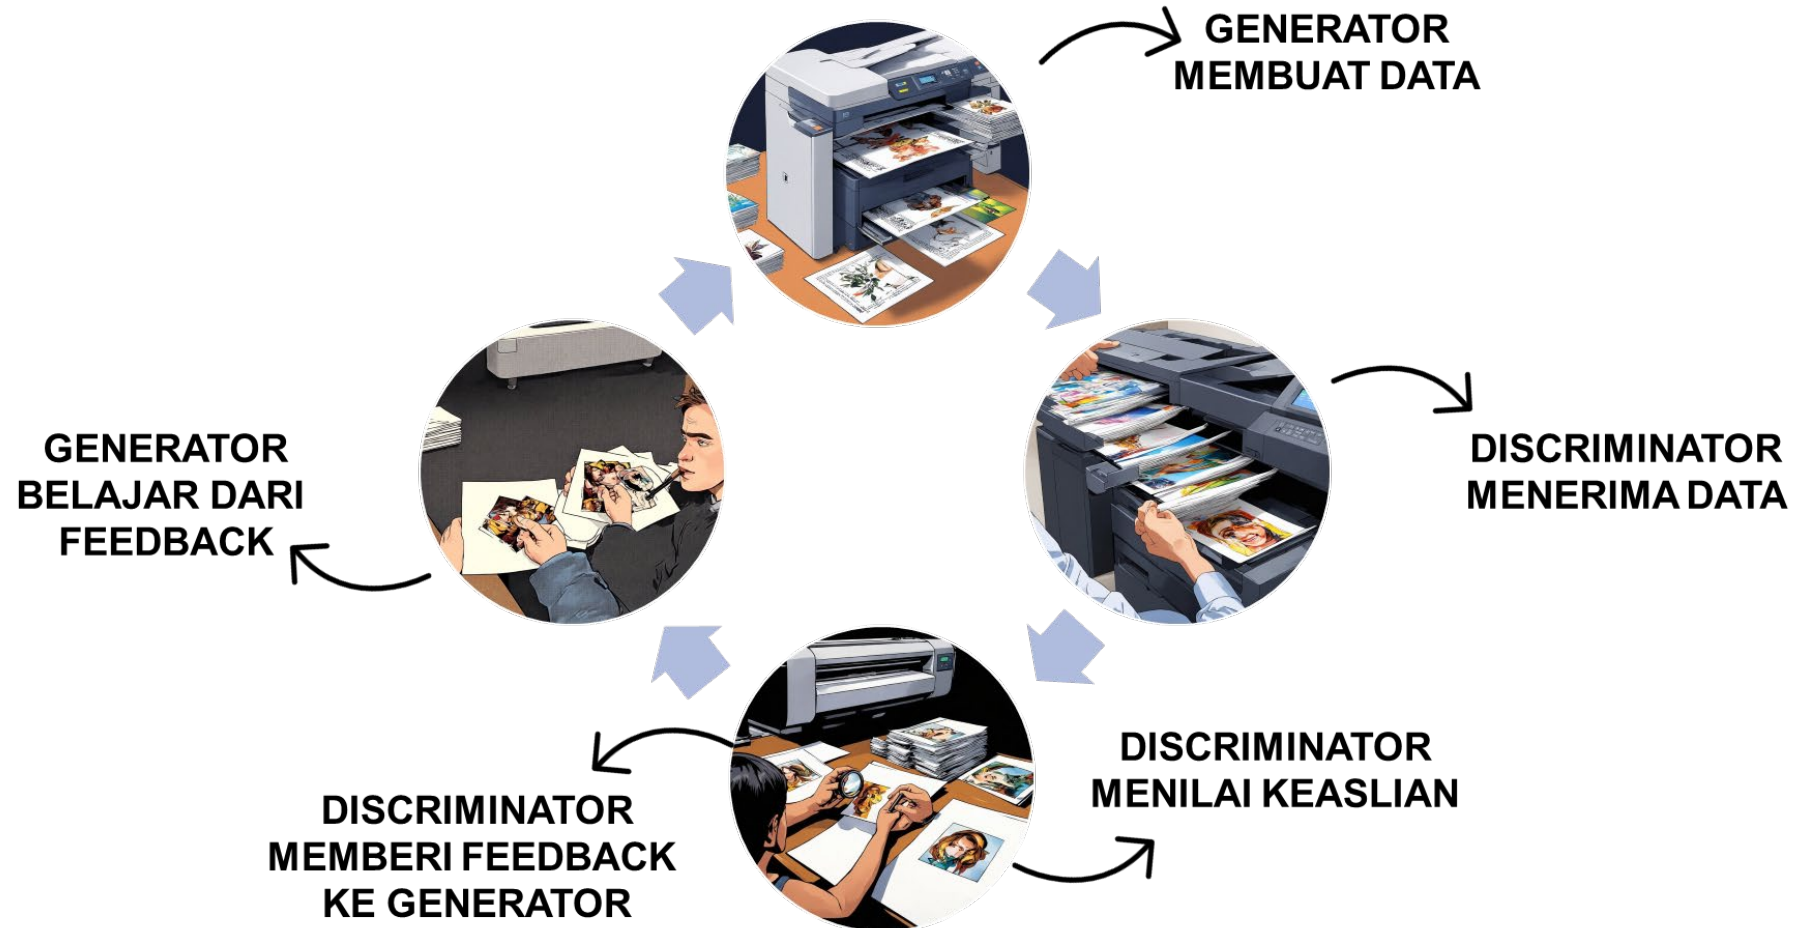 GENERATOR
MEMBUAT DATA
DISCRIMINATOR
MENERIMA DATA
DISCRIMINATOR
MENILAI KEASLIAN
DISCRIMINATOR
MEMBERI FEEDBACK
KE GENERATOR
GENERATOR
BELAJAR DARI
FEEDBACK